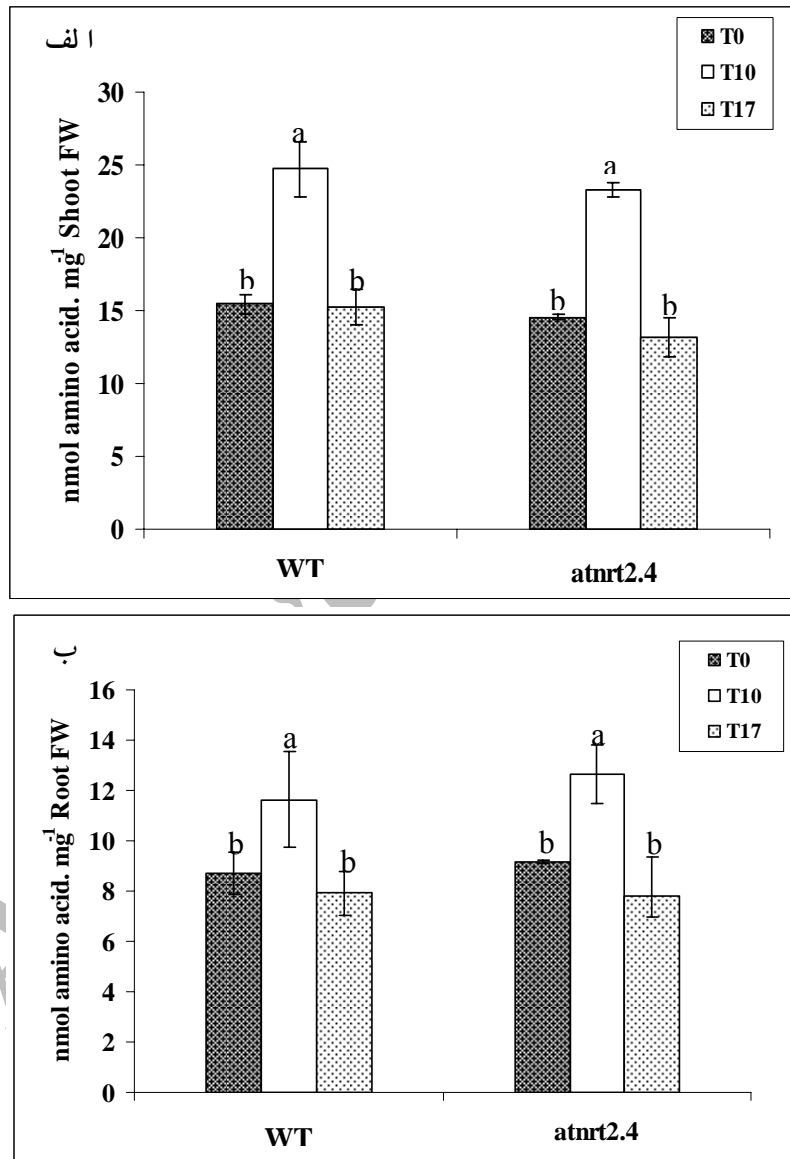 الف
T0
T10
T17
nmol amino acid. mg-1 Shoot FW
30
25
20
15
10
5
0
a
b
b
a
b
b
WT
atnrt2.4
ب
T0
T10
T17
nmol amino acid. mg-1 Root FW
16
14
12
10
8
6
4
2
0
a
b
b
a
b
b
WT
atnrt2.4